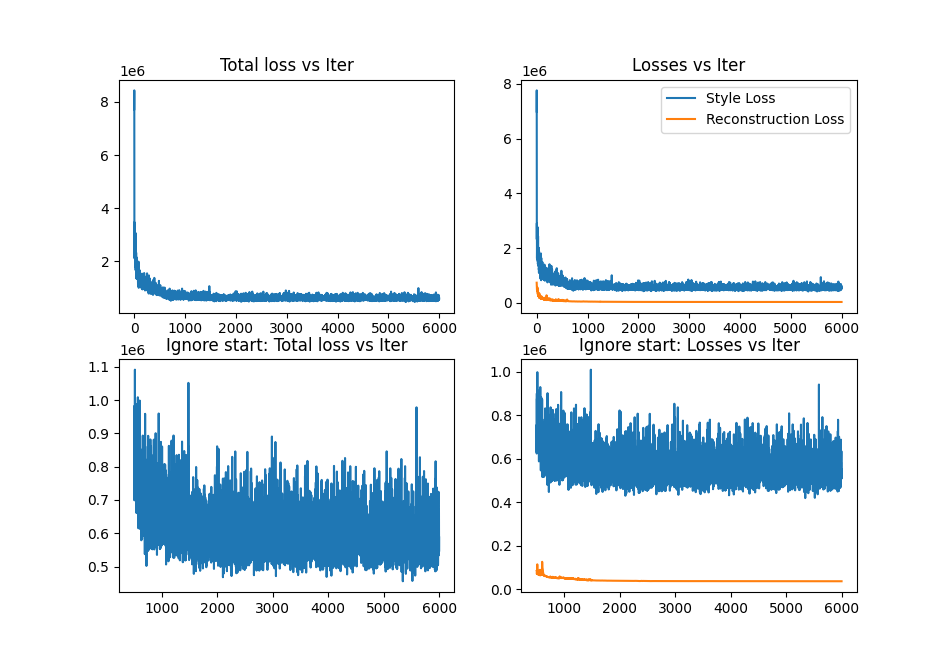 Total loss vs Iter
1e6
8
6
4
2
0 1000 2000 3000 4000 5000 6000
Losses vs Iter
1e6
Style Loss
Reconstruction Loss
8
6
4
2
0
0 1000 2000 3000 4000 5000 6000
Ignore start: Total loss vs Iter
1e6
1.1
1.0
0.9
0.8
0.7
0.6
0.5
1000 2000 3000 4000 5000 6000
Ignore start: Losses vs Iter
1e6
1.0
0.8
0.6
0.4
0.2
0.0
1000 2000 3000 4000 5000 6000